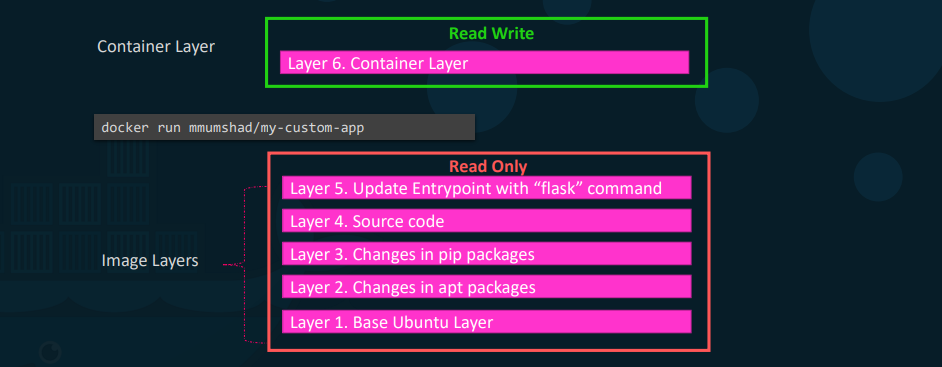 Read Write
Container Layer
Layer 6. Container Layer
docker run mmumshad/my-custom-app
Read Only
Layer 5. Update Entrypoint with “flask” command
Layer 4. Source code
Layer 3. Changes in pip packages
Image Layers
Layer 2. Changes in apt packages
Layer 1. Base Ubuntu Layer